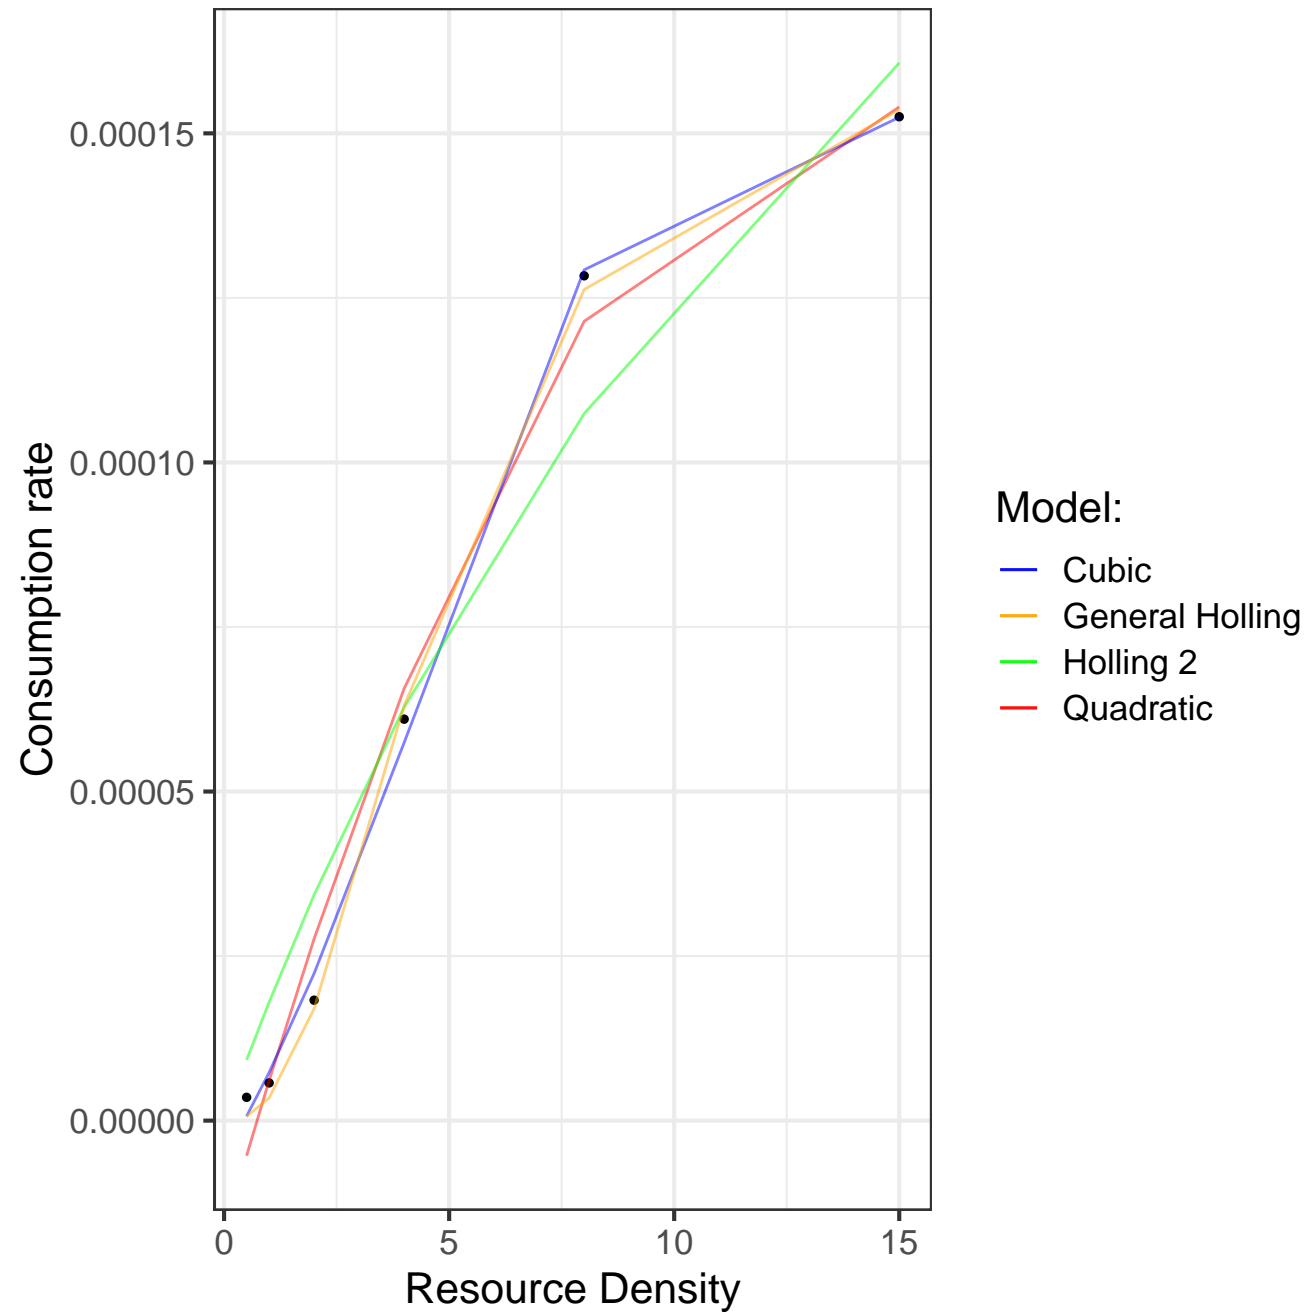 0.00015
0.00010
0.00005
0.00000
Consumption rate
0
5
10
15
Resource Density
Model:
Cubic
General Holling
Holling 2
Quadratic